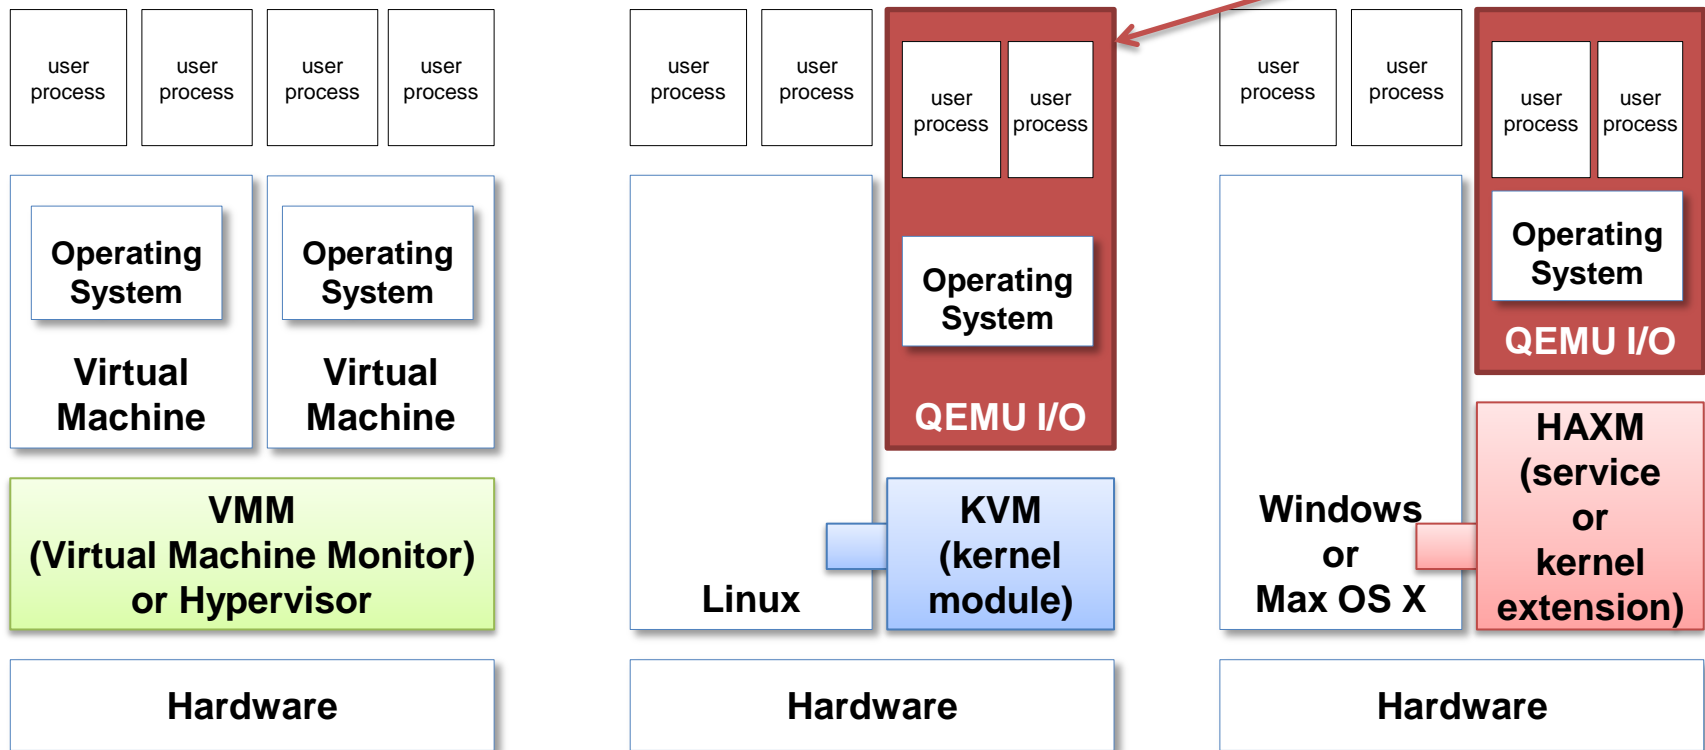 user
process
user
process
user
process
user
process
Operating
System
Virtual
Machine
Operating
System
Virtual
Machine
VMM
(Virtual Machine Monitor)
or Hypervisor
Hardware
user
process
user
process
user
process
user
process
Operating
System
QEMU I/O
Linux
KVM
(kernel
module)
Hardware
user
process
user
process
user
process
user
process
Operating
System
QEMU I/O
Windows
or
Max OS X
HAXM
(service
or
kernel
extension)
Hardware